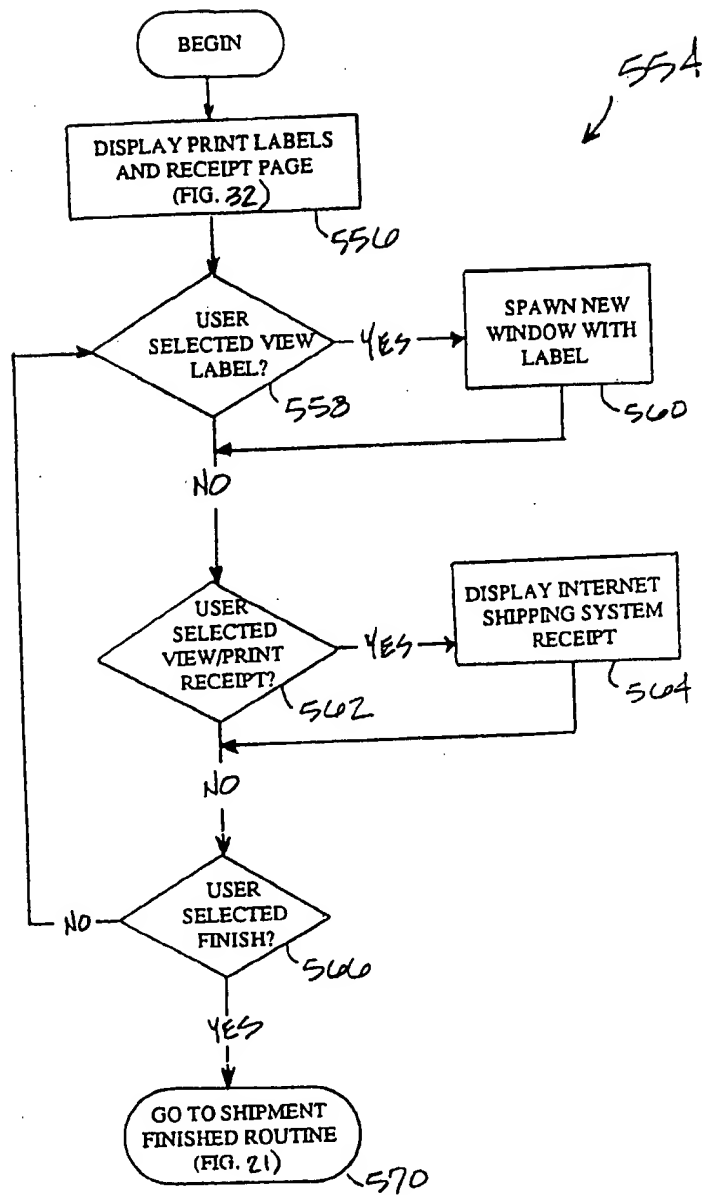 BEGIN
554
DISPLAY PRINT LABELS
AND RECEIPT PAGE
(FIG. 32)
556
USER
SELECTED VIEW
LABEL?
558
YES
SPAWN NEW
WINDOW WITH
LABEL
560
NO
USER
SELECTED
VIEW/PRINT
RECEIPT?
562
YES
DISPLAY INTERNET
SHIPPING SYSTEM
RECEIPT
564
NO
USER
SELECTED
FINISH?
566
NO
YES
GO TO SHIPMENT
FINISHED ROUTINE
(FIG. 21)
570